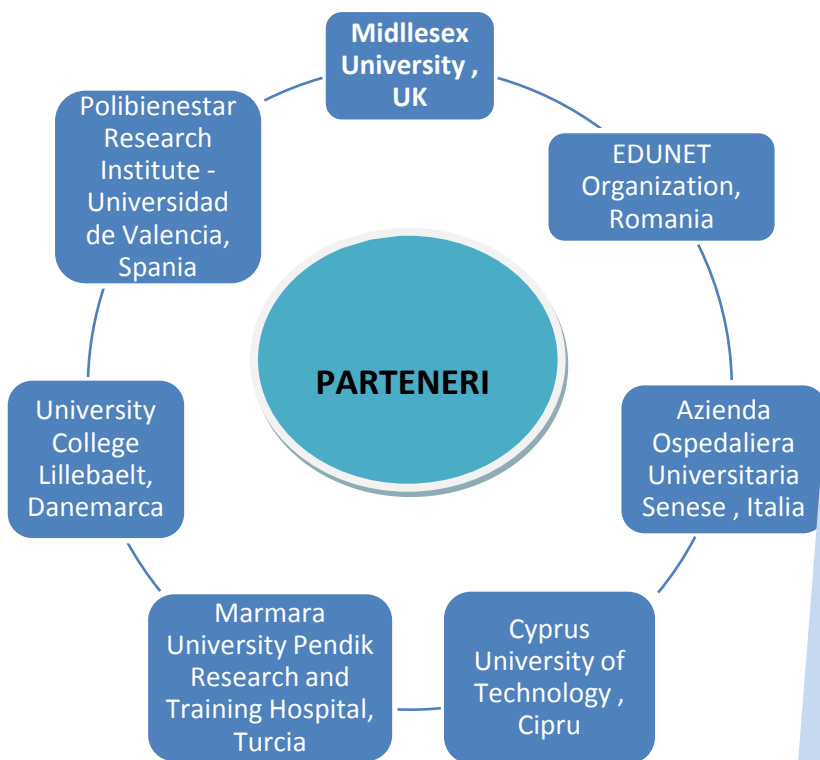 Midllesex
University ,
UK
EDUNET
Organization,
Romania
Azienda
Ospedaliera
Universitaria
Senese , Italia
Cyprus
University of
Technology ,
Cipru
Marmara
University Pendik
Research and
Training Hospital,
Turcia
University
College
Lillebaelt,
Danemarca
Polibienestar
Research
Institute -
Universidad
de Valencia,
Spania
PARTENERI